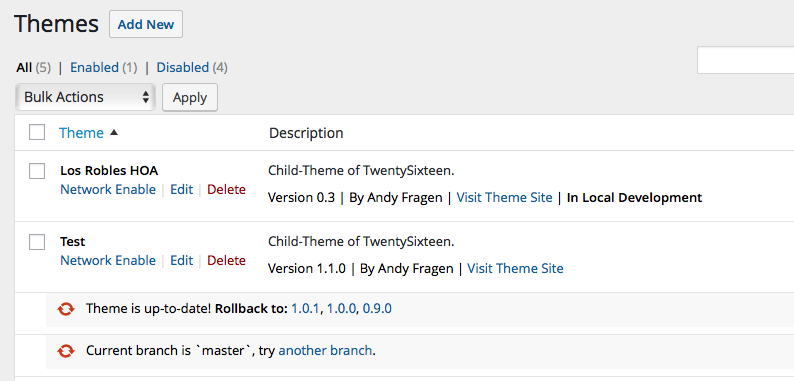 Themes Add New
All (5) | Enabled (1) | Disabled (4)
Bulk Actions Apply
Theme Description
Los Robles HOA Child-Theme of TwentySixteen.
Network Enable | Edit | Delete Version 0.3 | By Andy Fragen | Visit Theme Site | In Local Development
Test Child-Theme of TwentySixteen.
Network Enable | Edit | Delete Version 1.1.0 | By Andy Fragen | Visit Theme Site
Theme is up-to-date! Rollback to: 1.0.1, 1.0.0, 0.9.0
Current branch is `master`, try another branch.